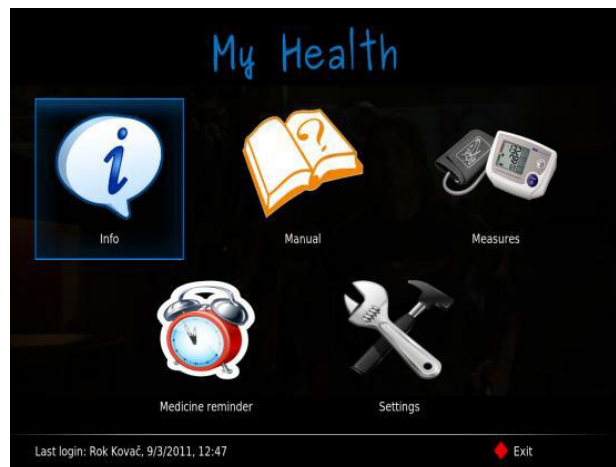 My Health
Info
Manual
Measures
Medicine reminder
Settings
Last login: Rok Kovač, 9/3/2011, 12:47
Exit